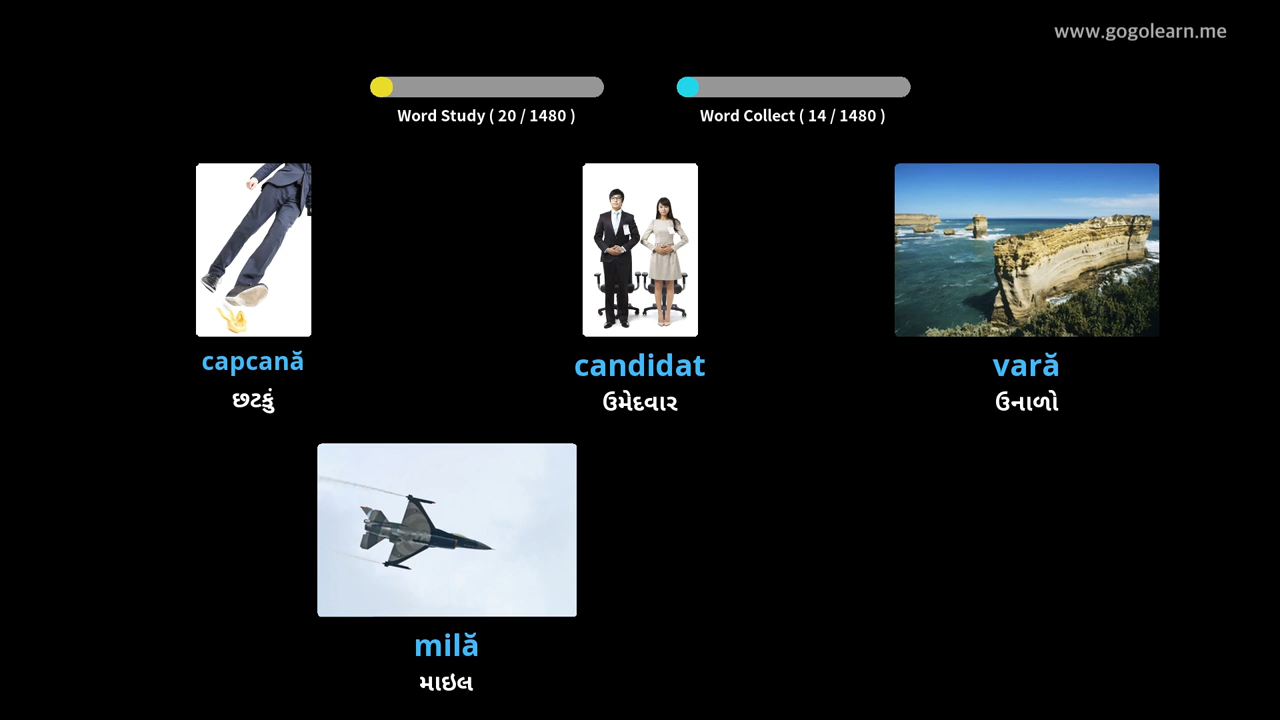 www.gogolearn.me
Word Study ( 20 / 1480 )
Word Collect ( 14 / 1480 )
capcană
છટકું
candidat
ઉમેદવાર
vară
ઉનાળો
milă
માઇલ